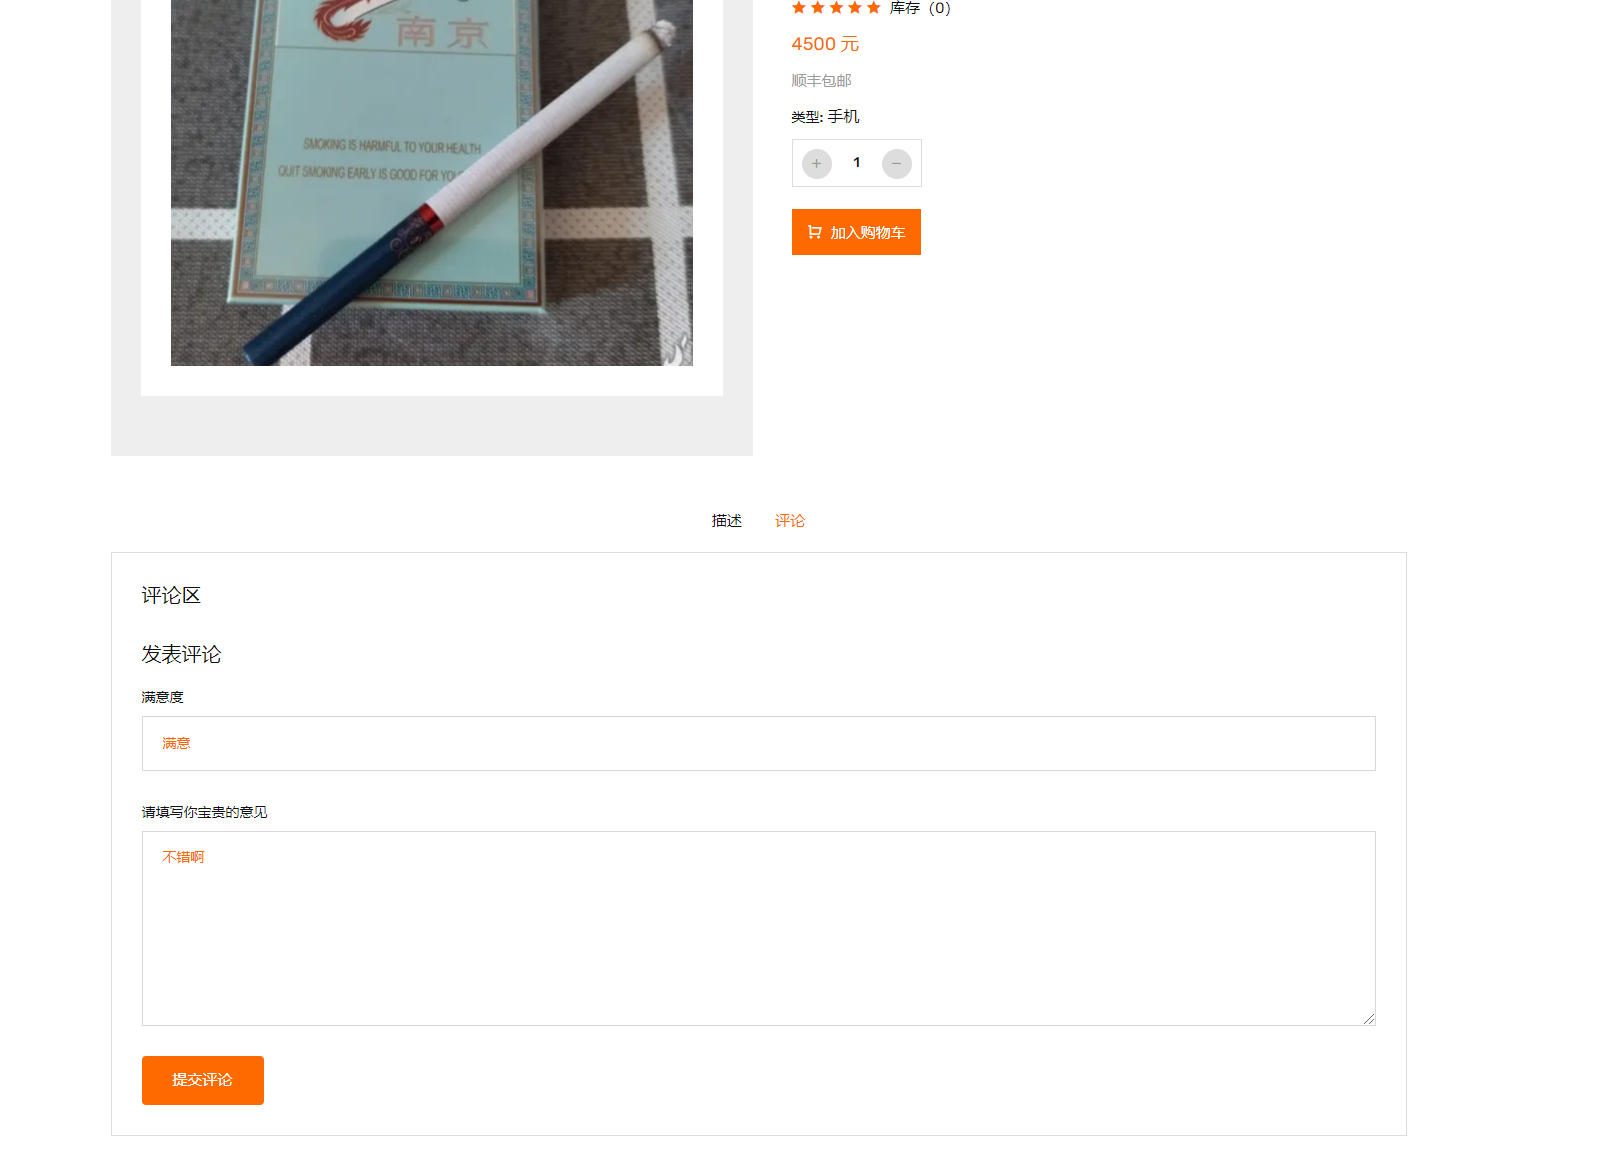 南京
SMOKING IS HARMFUL TO YOUR HEALTH
QUIT SMOKING EARLY IS GOOD FOR
库存（0）
4500 元
顺丰包邮
类型: 手机
+ 1 −
加入购物车
描述 评论
评论区
发表评论
满意度
满意
请填写你宝贵的意见
不错啊
提交评论